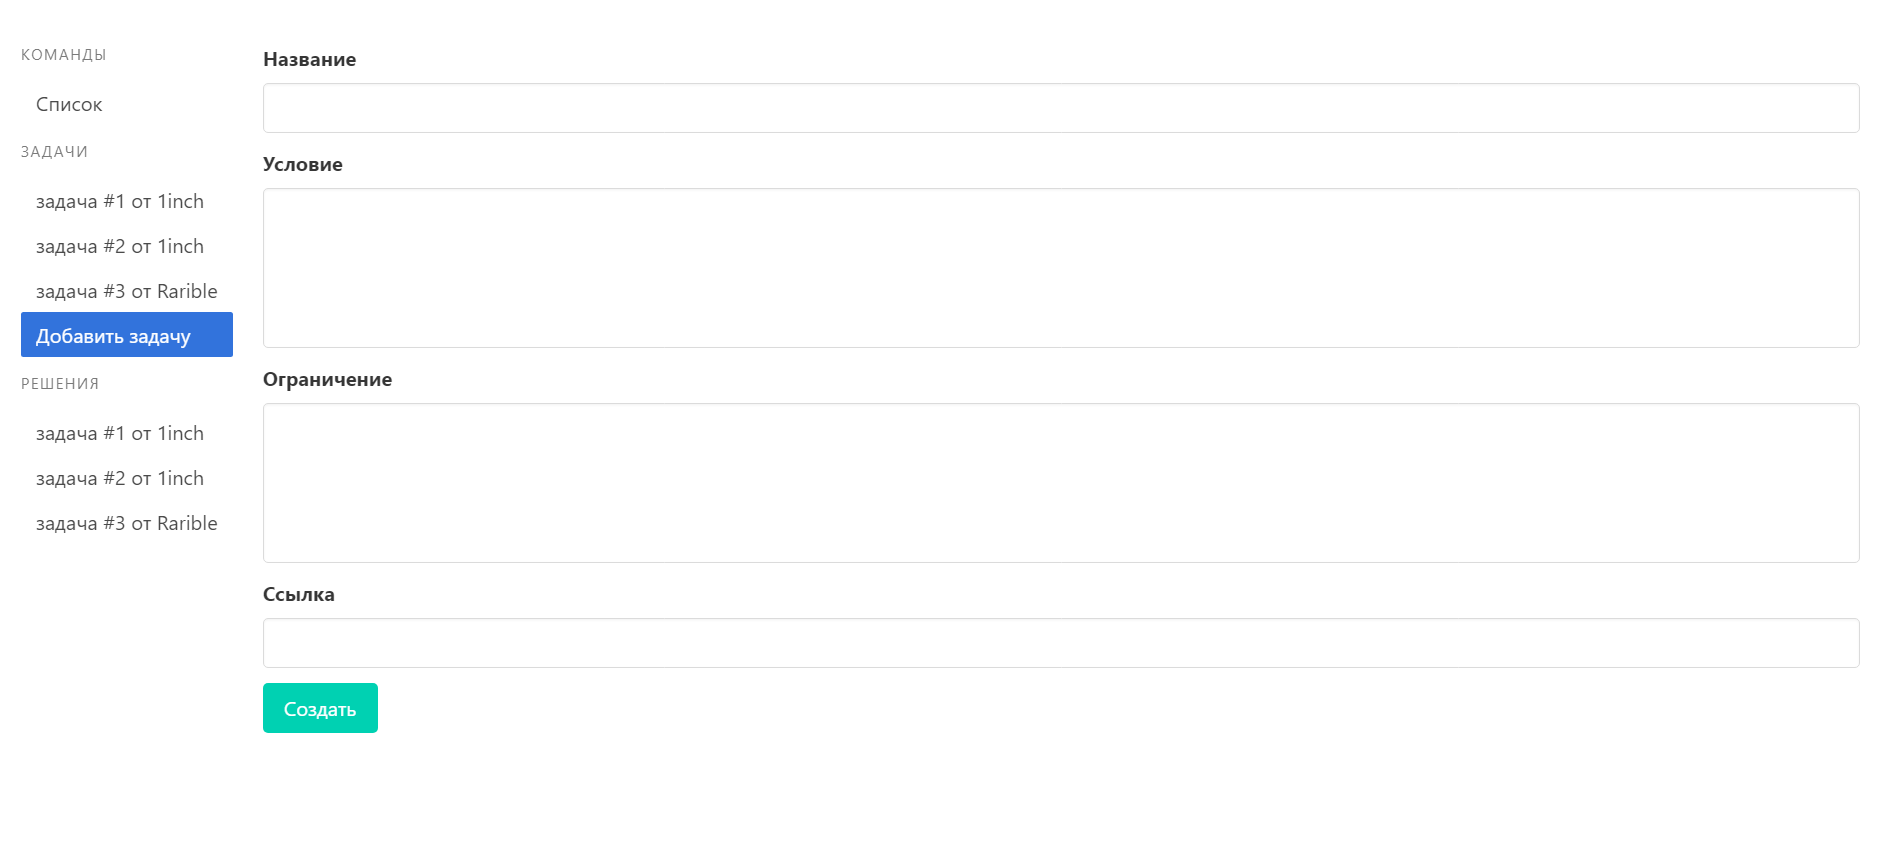 КОМАНДЫ
Список
ЗАДАЧИ
задача #1 от 1inch
задача #2 от 1inch
задача #3 от Rarible
Добавить задачу
РЕШЕНИЯ
задача #1 от 1inch
задача #2 от 1inch
задача #3 от Rarible
Название
Условие
Ограничение
Ссылка
Создать